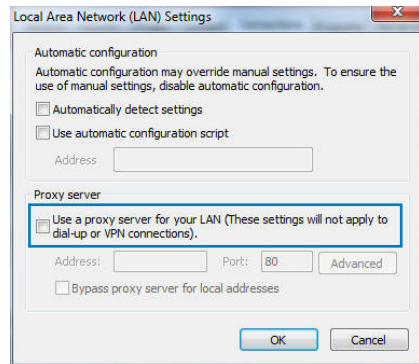 Local Area Network (LAN) Settings
Automatic configuration
Automatic configuration may override manual settings. To ensure the
use of manual settings, disable automatic configuration.
Automatically detect settings
Use automatic configuration script
Address
Proxy server
Use a proxy server for your LAN (These settings will not apply to
dial-up or VPN connections).
Address: Port: 80 Advanced
Bypass proxy server for local addresses
OK Cancel